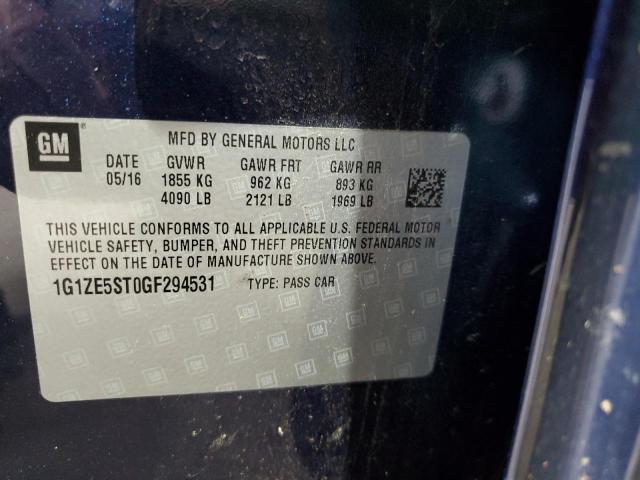 GM
MFD BY GENERAL MOTORS LLC
DATE GVWR GAWR FRT GAWR RR
05/16 1855 KG 962 KG 893 KG
4090 LB 2121 LB 1969 LB
THIS VEHICLE CONFORMS TO ALL APPLICABLE U.S. FEDERAL MOTOR
VEHICLE SAFETY, BUMPER, AND THEFT PREVENTION STANDARDS IN
EFFECT ON THE DATE OF MANUFACTURE SHOWN ABOVE.
1G1ZE5ST0GF294531 TYPE: PASS CAR